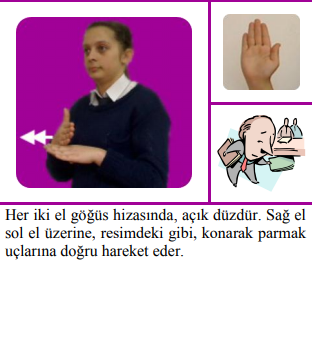 Her iki el göğüs hizasında, açık düzdür. Sağ el
sol el üzerine, resimdeki gibi, konarak parmak
uçlarına doğru hareket eder.